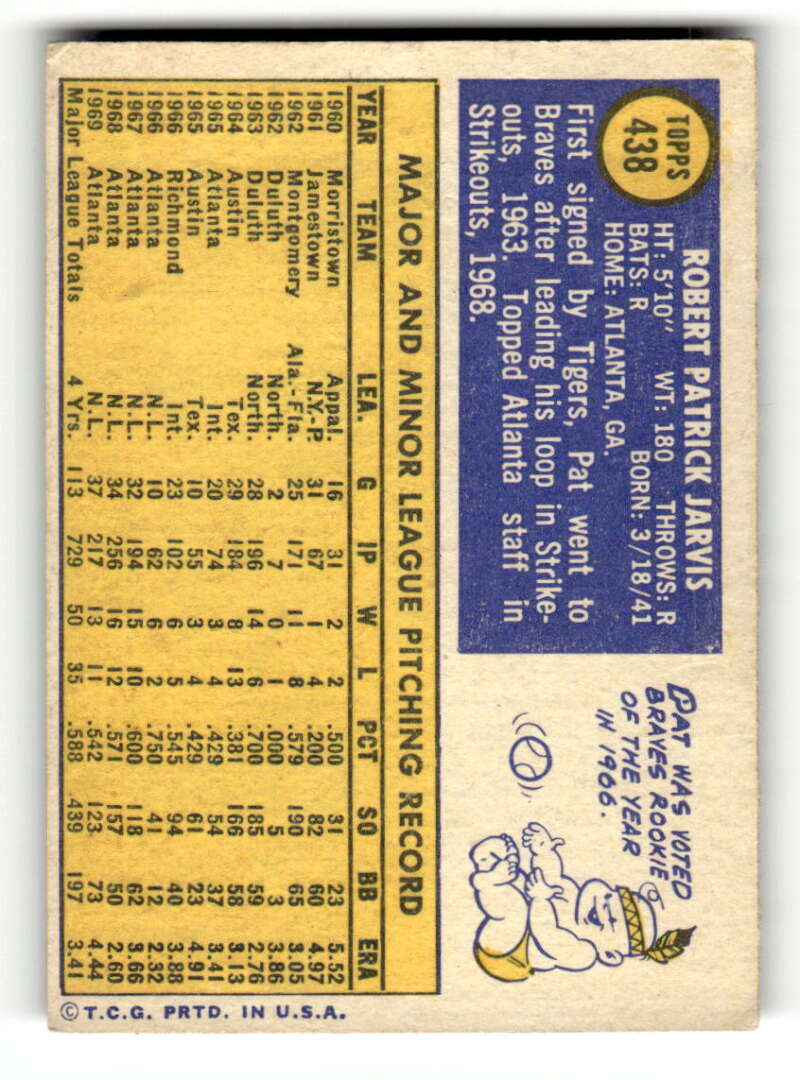 TOPPS
438
ROBERT PATRICK JARVIS
HT: 5'10" WT: 180 THROWS: R
BATS: R BORN: 3/18/41
HOME: ATLANTA, GA.
First signed by Tigers, Pat went to
Braves after leading his loop in Strike-
outs, 1963. Topped Atlanta staff in
Strikeouts, 1968.
PAT WAS VOTED
BRAVES ROOKIE
OF THE YEAR
IN 1966.
MAJOR AND MINOR LEAGUE PITCHING RECORD
YEAR TEAM LEA. G IP W L PCT SO BB ERA
1960 Morristown Appal. 16 31 2 2 .500 31 23 5.52
1961 Jamestown N.Y.-P. 31 67 1 4 .200 82 60 4.97
1962 Montgomery Ala.-Fla. 25 171 11 8 .579 190 65 3.05
1962 Duluth North. 2 7 0 1 .000 5 3 3.86
1963 Duluth North. 28 196 14 6 .700 185 59 2.76
1964 Austin Tex. 29 184 8 13 .381 166 58 3.13
1965 Atlanta Int. 20 74 3 4 .429 54 37 3.41
1965 Austin Tex. 10 55 3 4 .429 61 23 4.91
1966 Richmond Int. 23 102 6 5 .545 94 40 3.88
1966 Atlanta N.L. 10 62 6 2 .750 41 12 2.32
1967 Atlanta N.L. 32 194 15 10 .600 118 62 3.66
1968 Atlanta N.L. 34 256 16 12 .571 157 50 2.60
1969 Atlanta N.L. 37 217 13 11 .542 123 73 4.44
Major League Totals 4 Yrs. 113 729 50 35 .588 439 197 3.41
© T.C.G. PRTD. IN U.S.A.